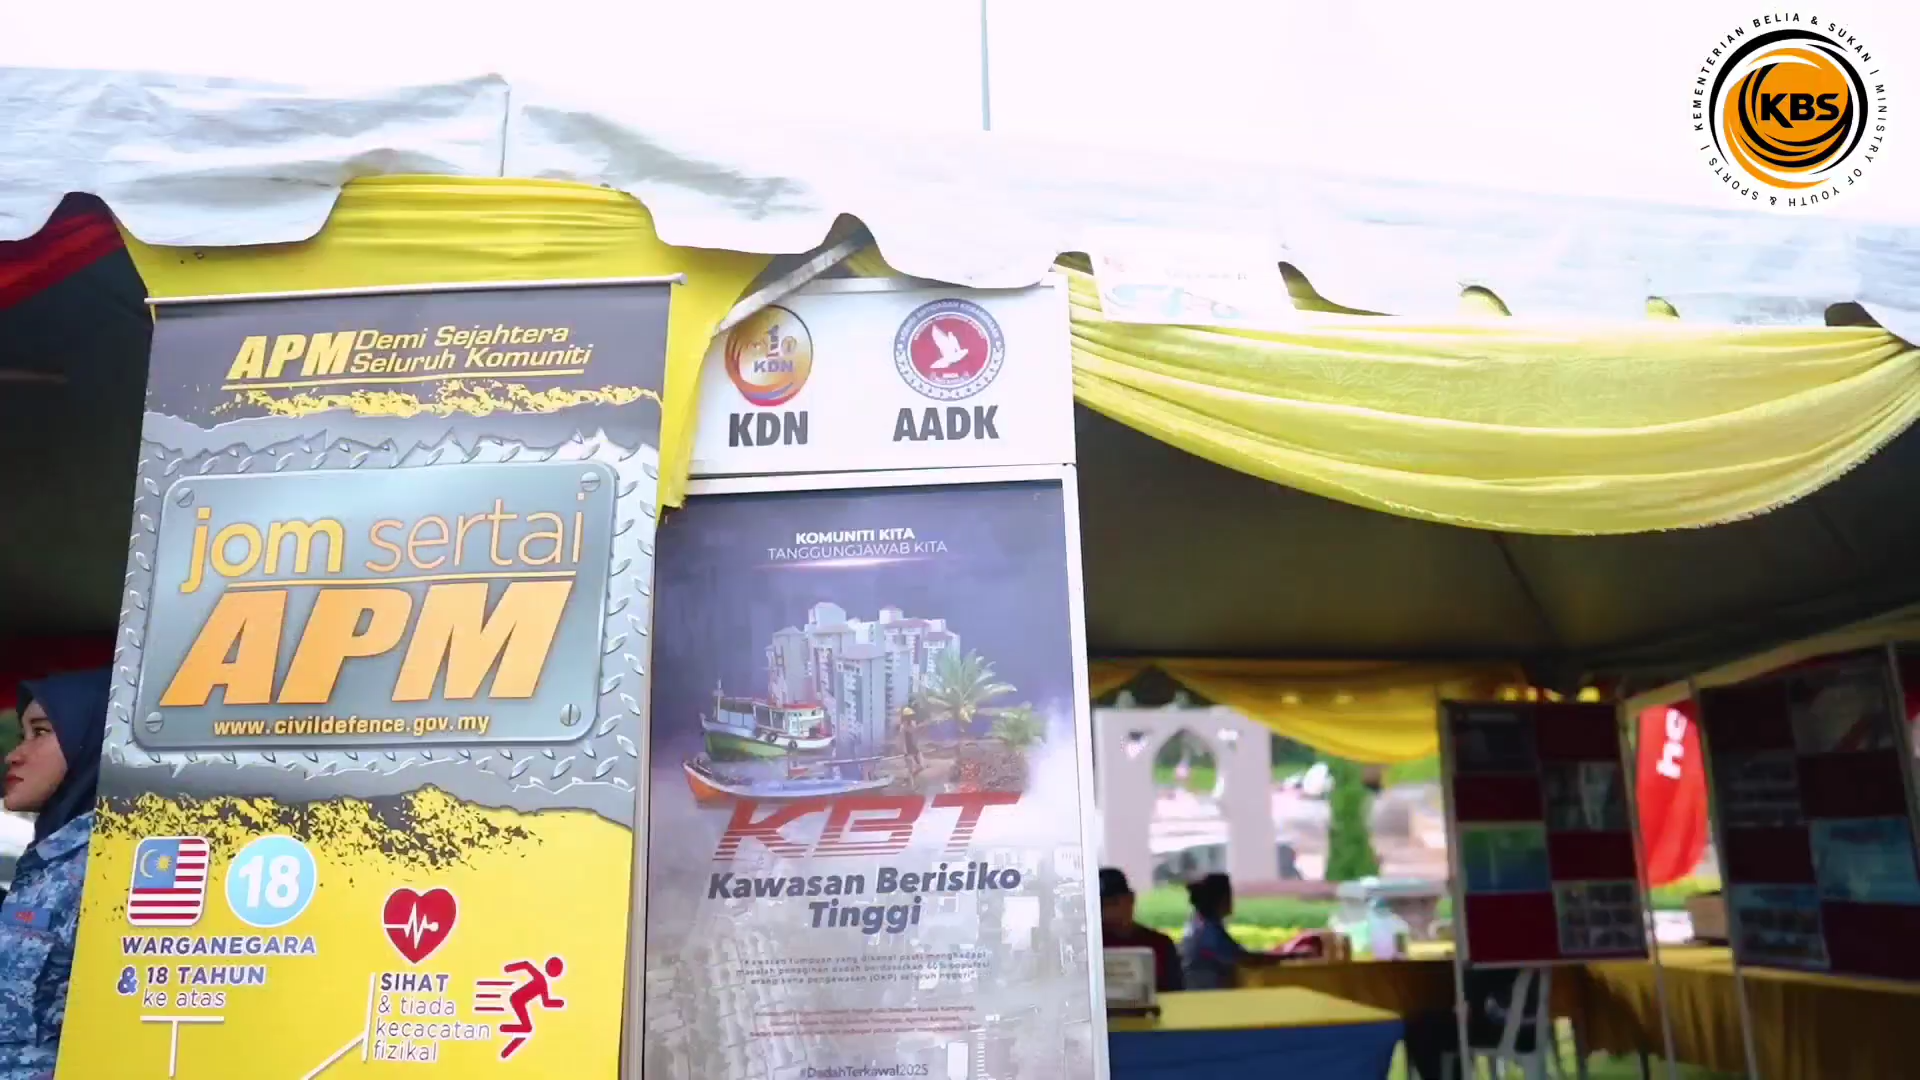 KEMENTERIAN BELIA & SUKAN | MINISTRY OF YOUTH & SPORTS |
KBS
APM Demi Sejahtera
Seluruh Komuniti
jom sertai
APM
www.civildefence.gov.my
18
WARGANEGARA
& 18 TAHUN
ke atas
SIHAT
& tiada
kecacatan
fizikal
KDN
KDN
AADK
KOMUNITI KITA
TANGGUNGJAWAB KITA
KBT
Kawasan Berisiko
Tinggi
#DadahTerkawal2025